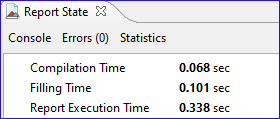 Report State
Console Errors (0) Statistics
Compilation Time 0.068 sec
Filling Time 0.101 sec
Report Execution Time 0.338 sec